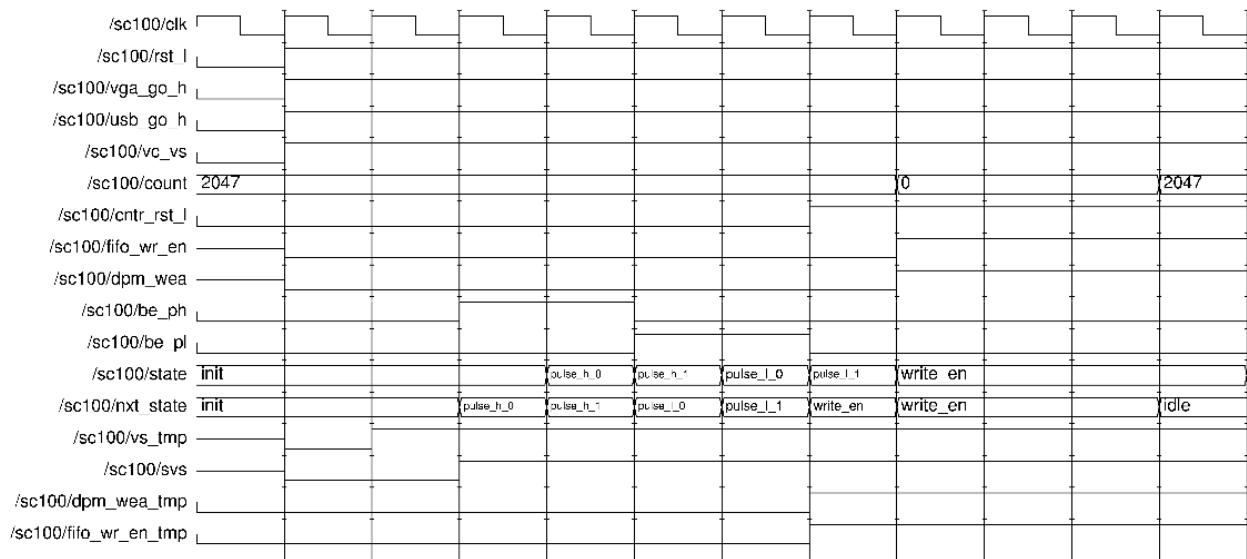 /sc100/clk
/sc100/rst_l
/sc100/vga_go_h
/sc100/usb_go_h
/sc100/vc_vs
/sc100/count 2047 0 2047
/sc100/cntr_rst_l
/sc100/fifo_wr_en
/sc100/dpm_wea
/sc100/be_ph
/sc100/be_pl
/sc100/state init pulse_h_0 pulse_h_1 pulse_l_0 pulse_l_1 write_en
/sc100/nxt_state init pulse_h_0 pulse_h_1 pulse_l_0 pulse_l_1 write_en write_en idle
/sc100/vs_tmp
/sc100/svs
/sc100/dpm_wea_tmp
/sc100/fifo_wr_en_tmp